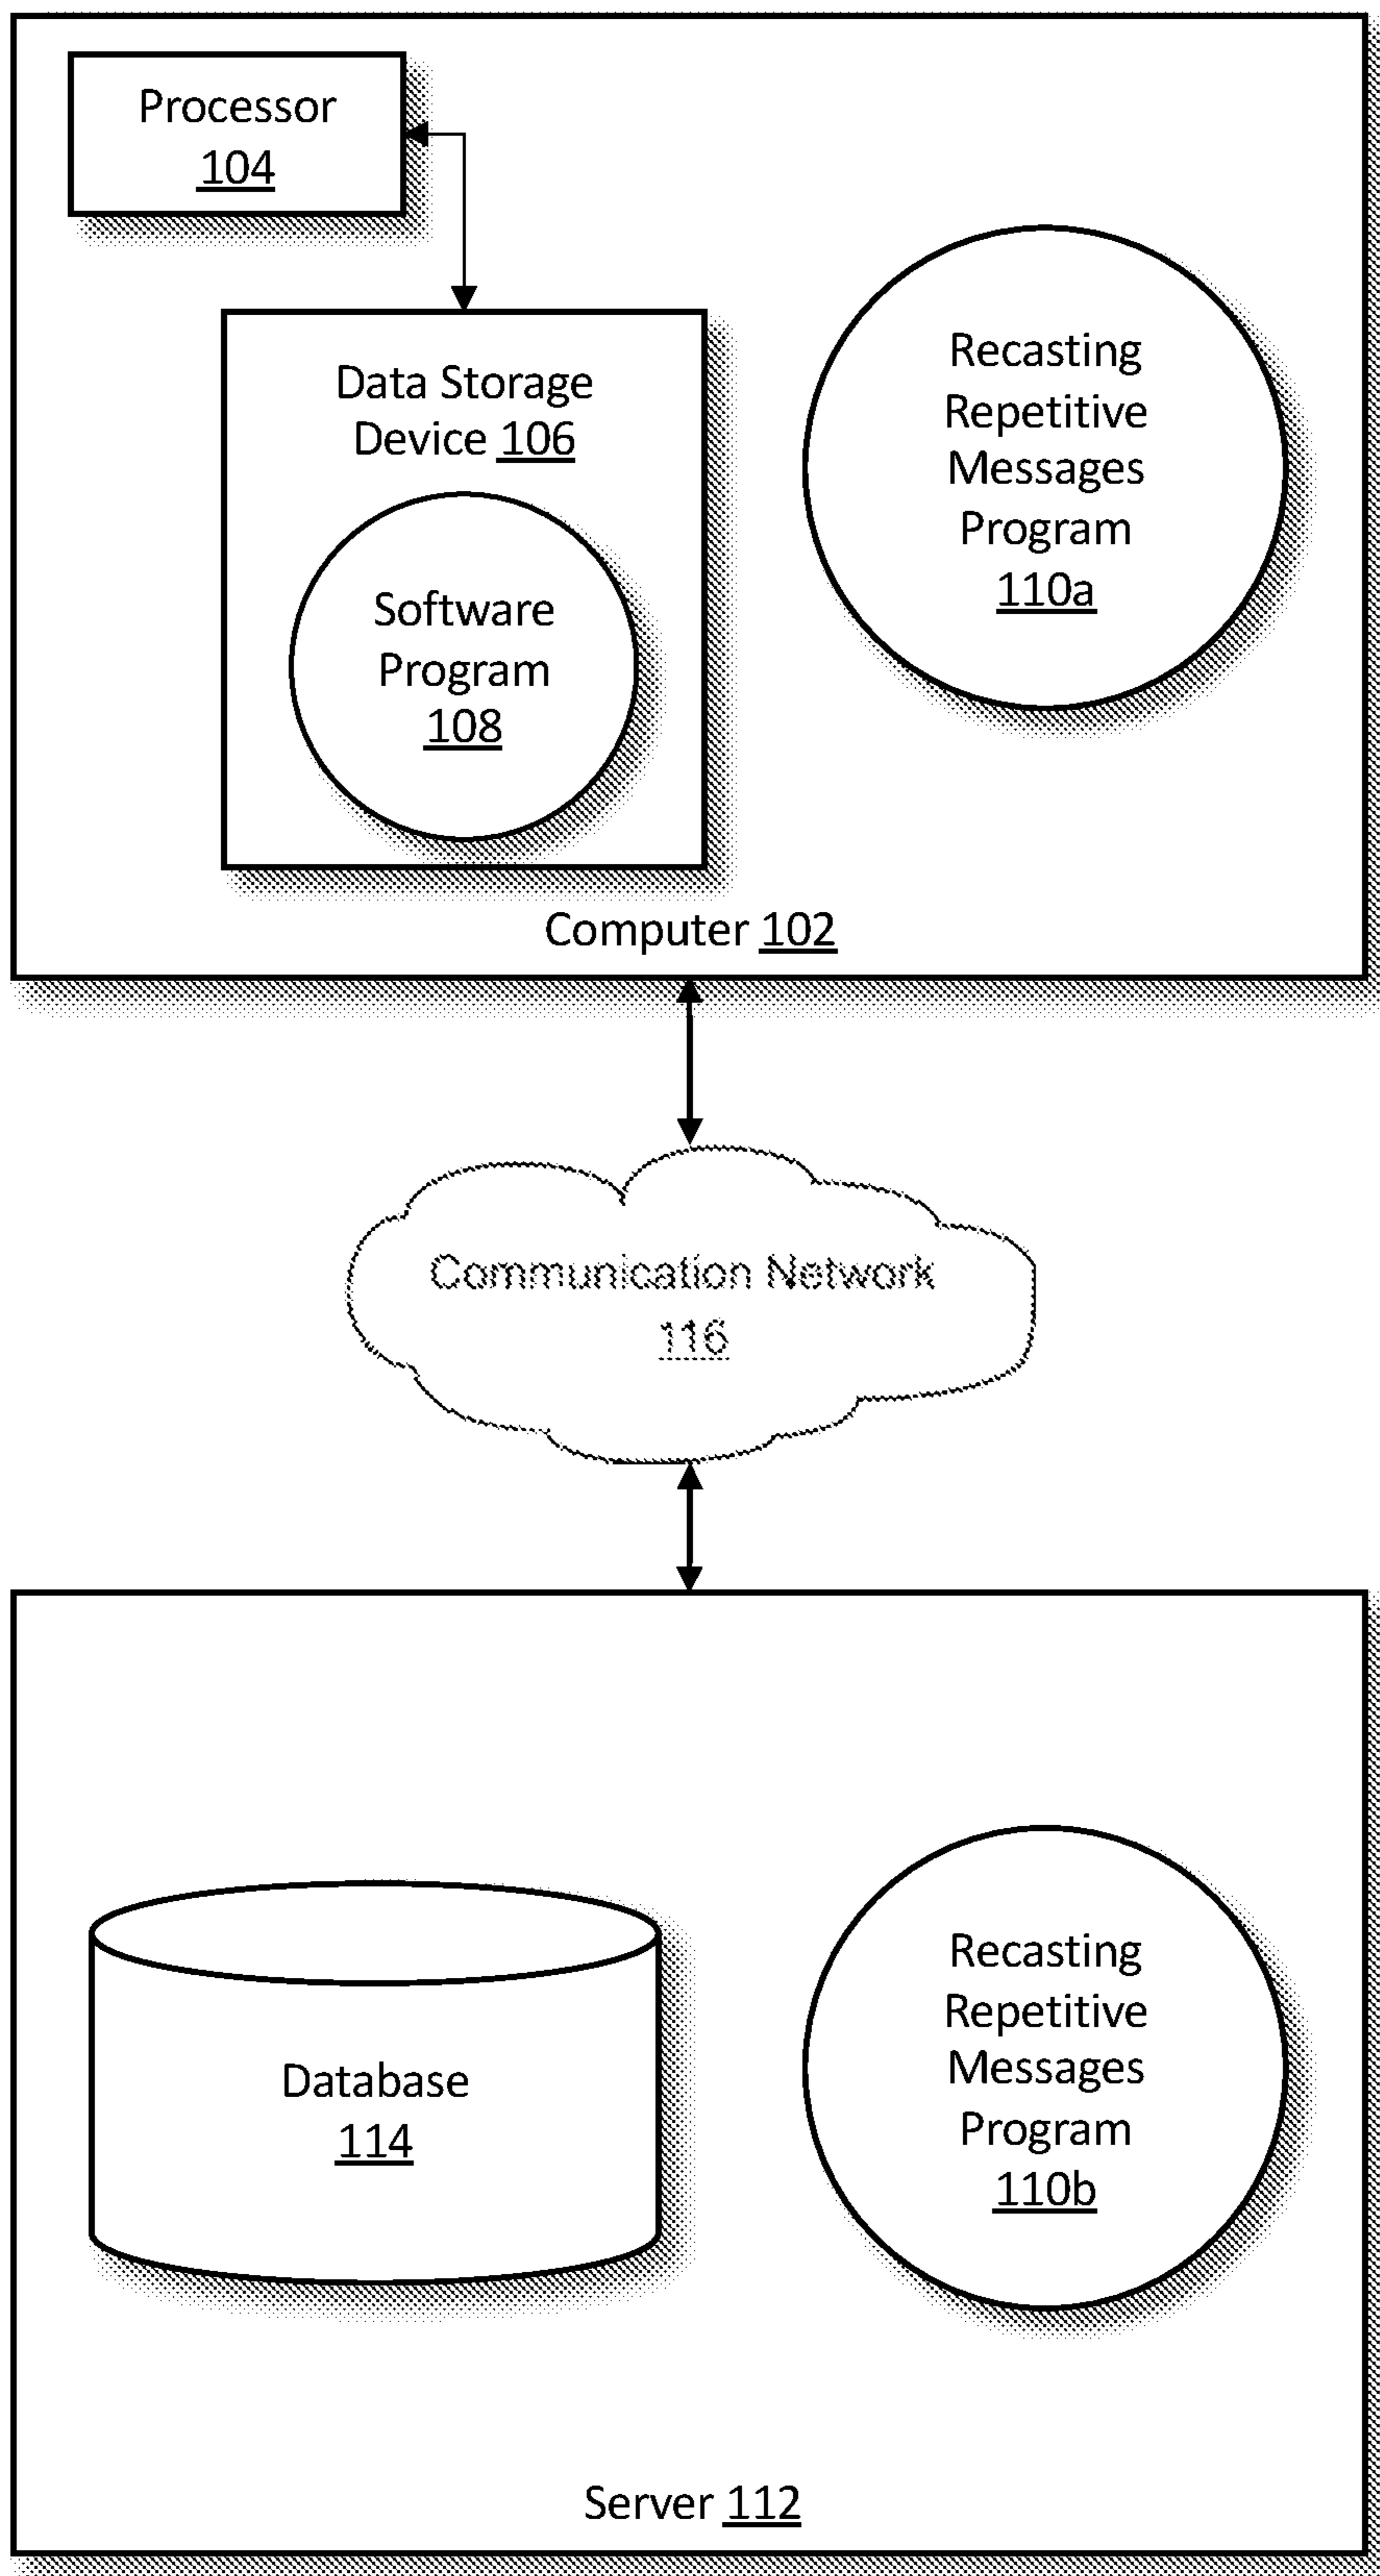 Processor
104
Data Storage
Device 106
Software
Program
108
Recasting
Repetitive
Messages
Program
110a
Computer 102
Communication Network
116
Database
114
Recasting
Repetitive
Messages
Program
110b
Server 112